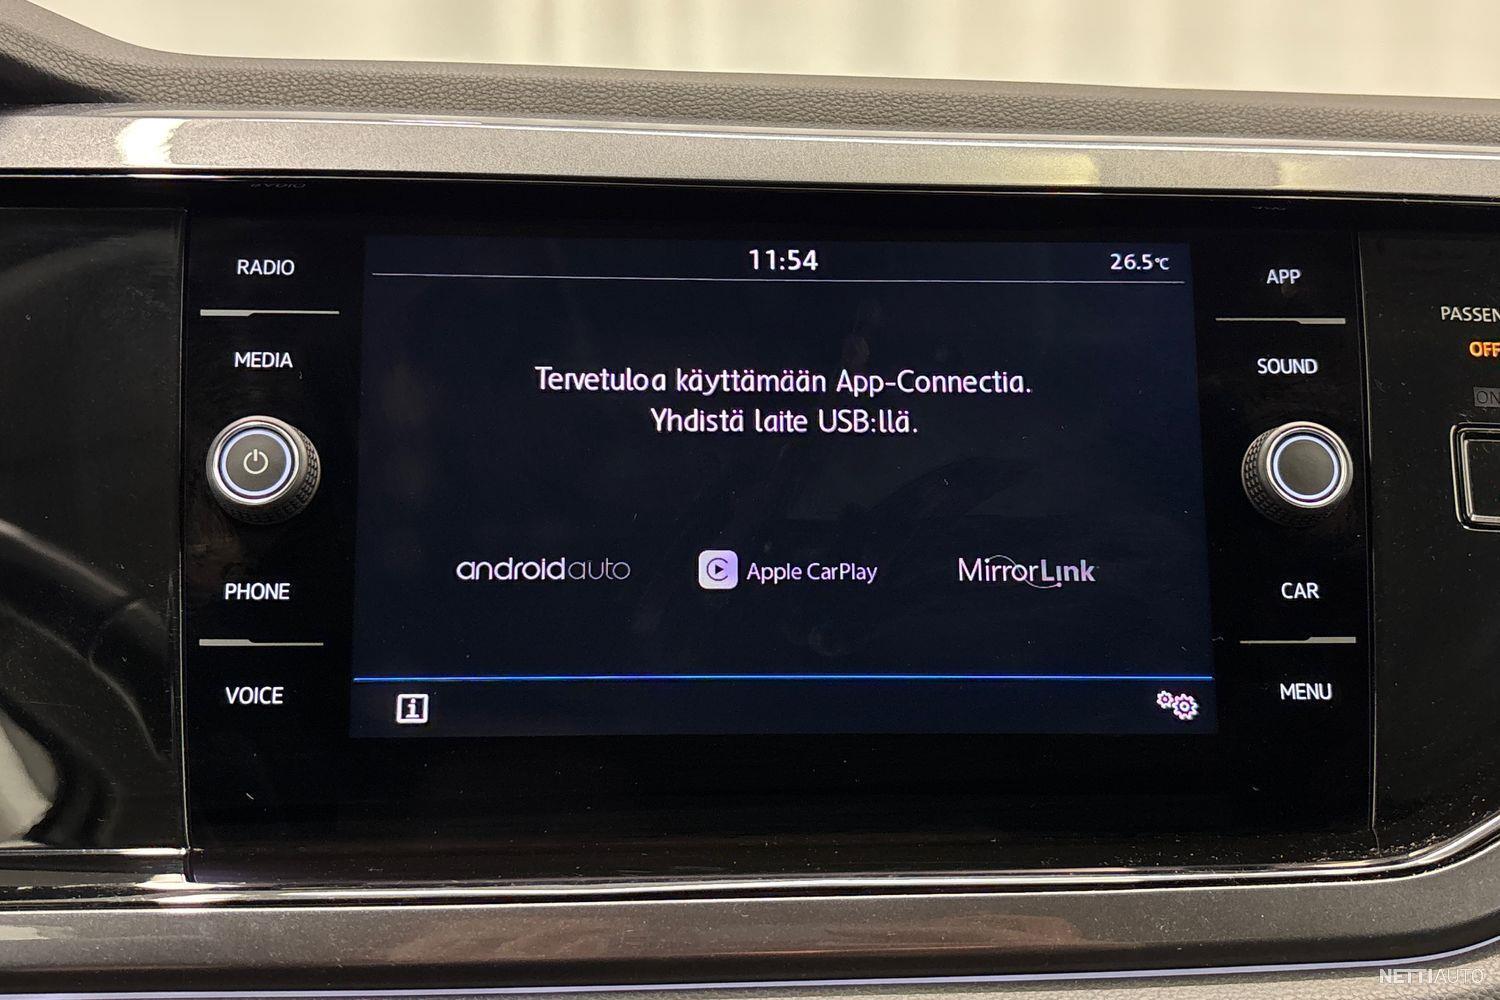 RADIO
MEDIA
PHONE
VOICE
11:54
26.5°C
Tervetuloa käyttämään App-Connectia.
Yhdistä laite USB:llä.
androidauto
Apple CarPlay
MirrorLink
i
APP
SOUND
CAR
MENU
PASSEN
OFF
ON
NETTIAUTO